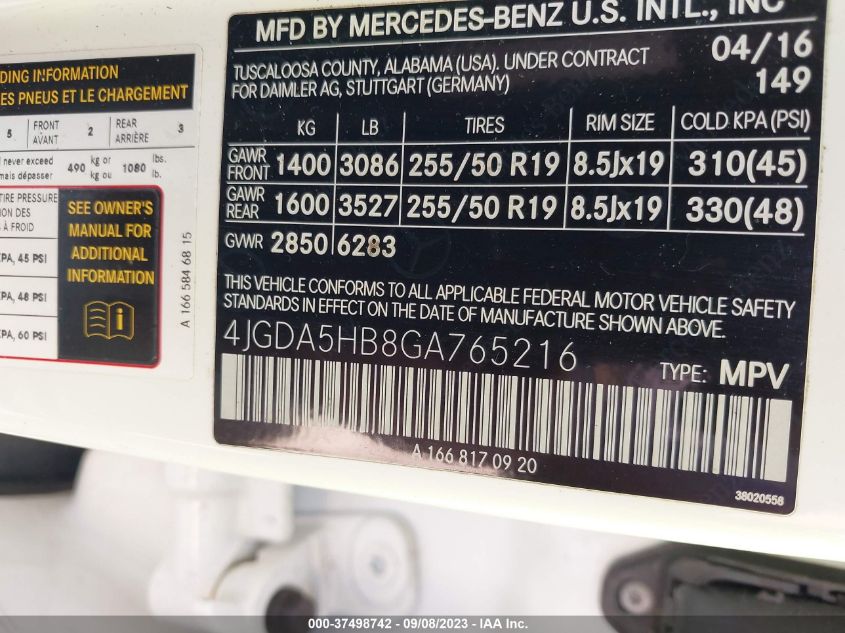 DING INFORMATION
ES PNEUS ET LE CHARGEMENT
5 FRONT AVANT 2 REAR ARRIÈRE 3
never exceed 490 kg or 1080 lbs.
mais dépasser kg ou lb.
TIRE PRESSURE
ION DES
À FROID
PA, 45 PSI
PA, 48 PSI
PA, 60 PSI
SEE OWNER'S
MANUAL FOR
ADDITIONAL
INFORMATION
i
A 166 584 68 15
MFD BY MERCEDES-BENZ U.S. INTL., INC
TUSCALOOSA COUNTY, ALABAMA (USA). UNDER CONTRACT 04/16
FOR DAIMLER AG, STUTTGART (GERMANY) 149
KG LB TIRES RIM SIZE COLD KPA (PSI)
GAWR FRONT 1400 3086 255/50 R19 8.5Jx19 310(45)
GAWR REAR 1600 3527 255/50 R19 8.5Jx19 330(48)
GVWR 2850 6283
THIS VEHICLE CONFORMS TO ALL APPLICABLE FEDERAL MOTOR VEHICLE SAFETY
STANDARDS IN EFFECT ON THE DATE OF MANUFACTURE SHOWN ABOVE.
4JGDA5HB8GA765216
TYPE: MPV
A 166 817 09 20
38020558
000-37498742 - 09/08/2023 - IAA Inc.